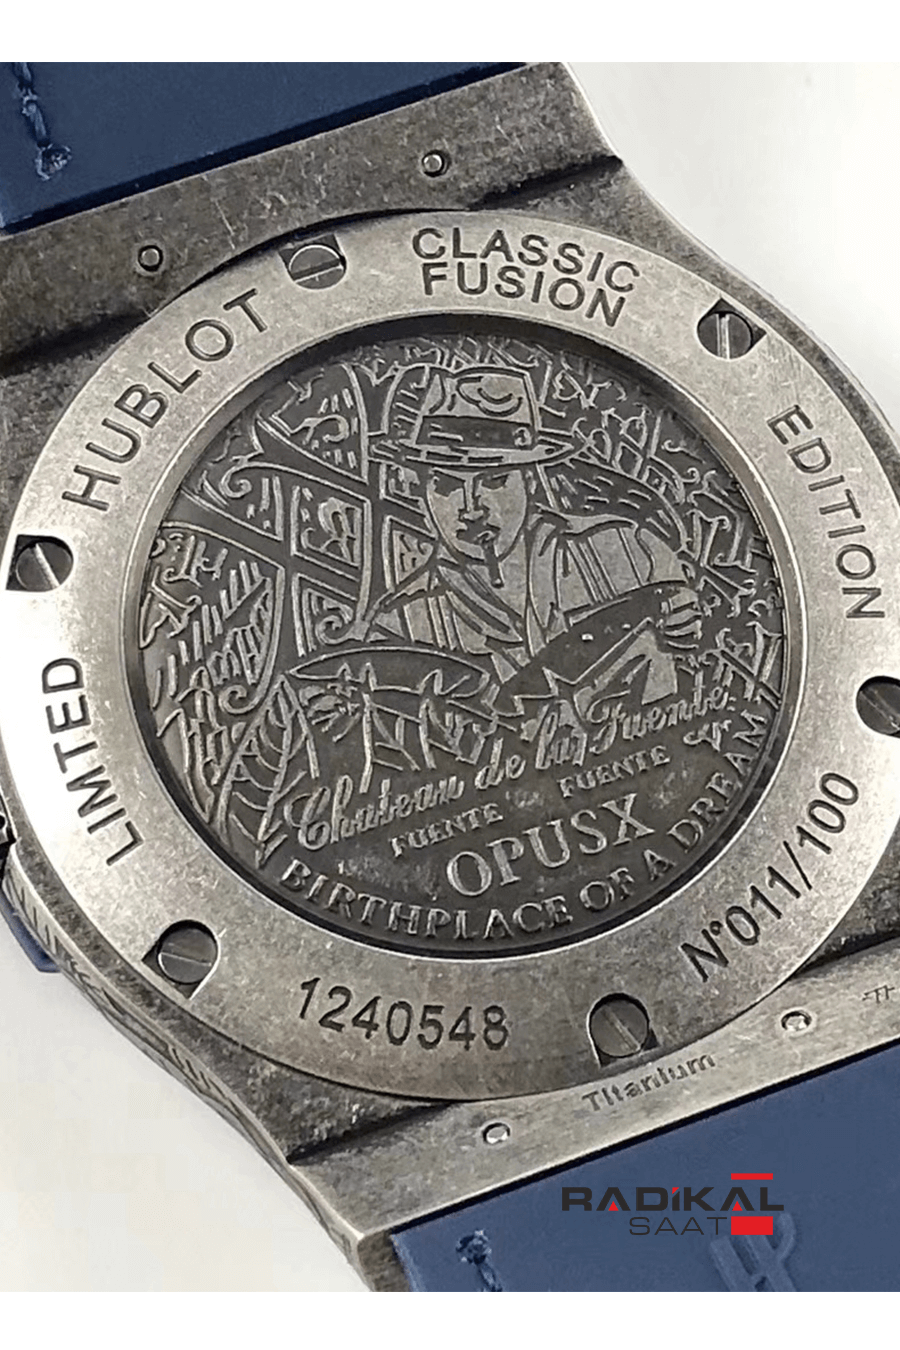 HUBLOT
CLASSIC
FUSION
EDITION
LIMTED
Chateau de la Fuente
FUENTE FUENTE
OPUSX
BIRTHPLACE OF A DREAM
N°011/100
1240548
Titanium
RADİKAL
SAAT